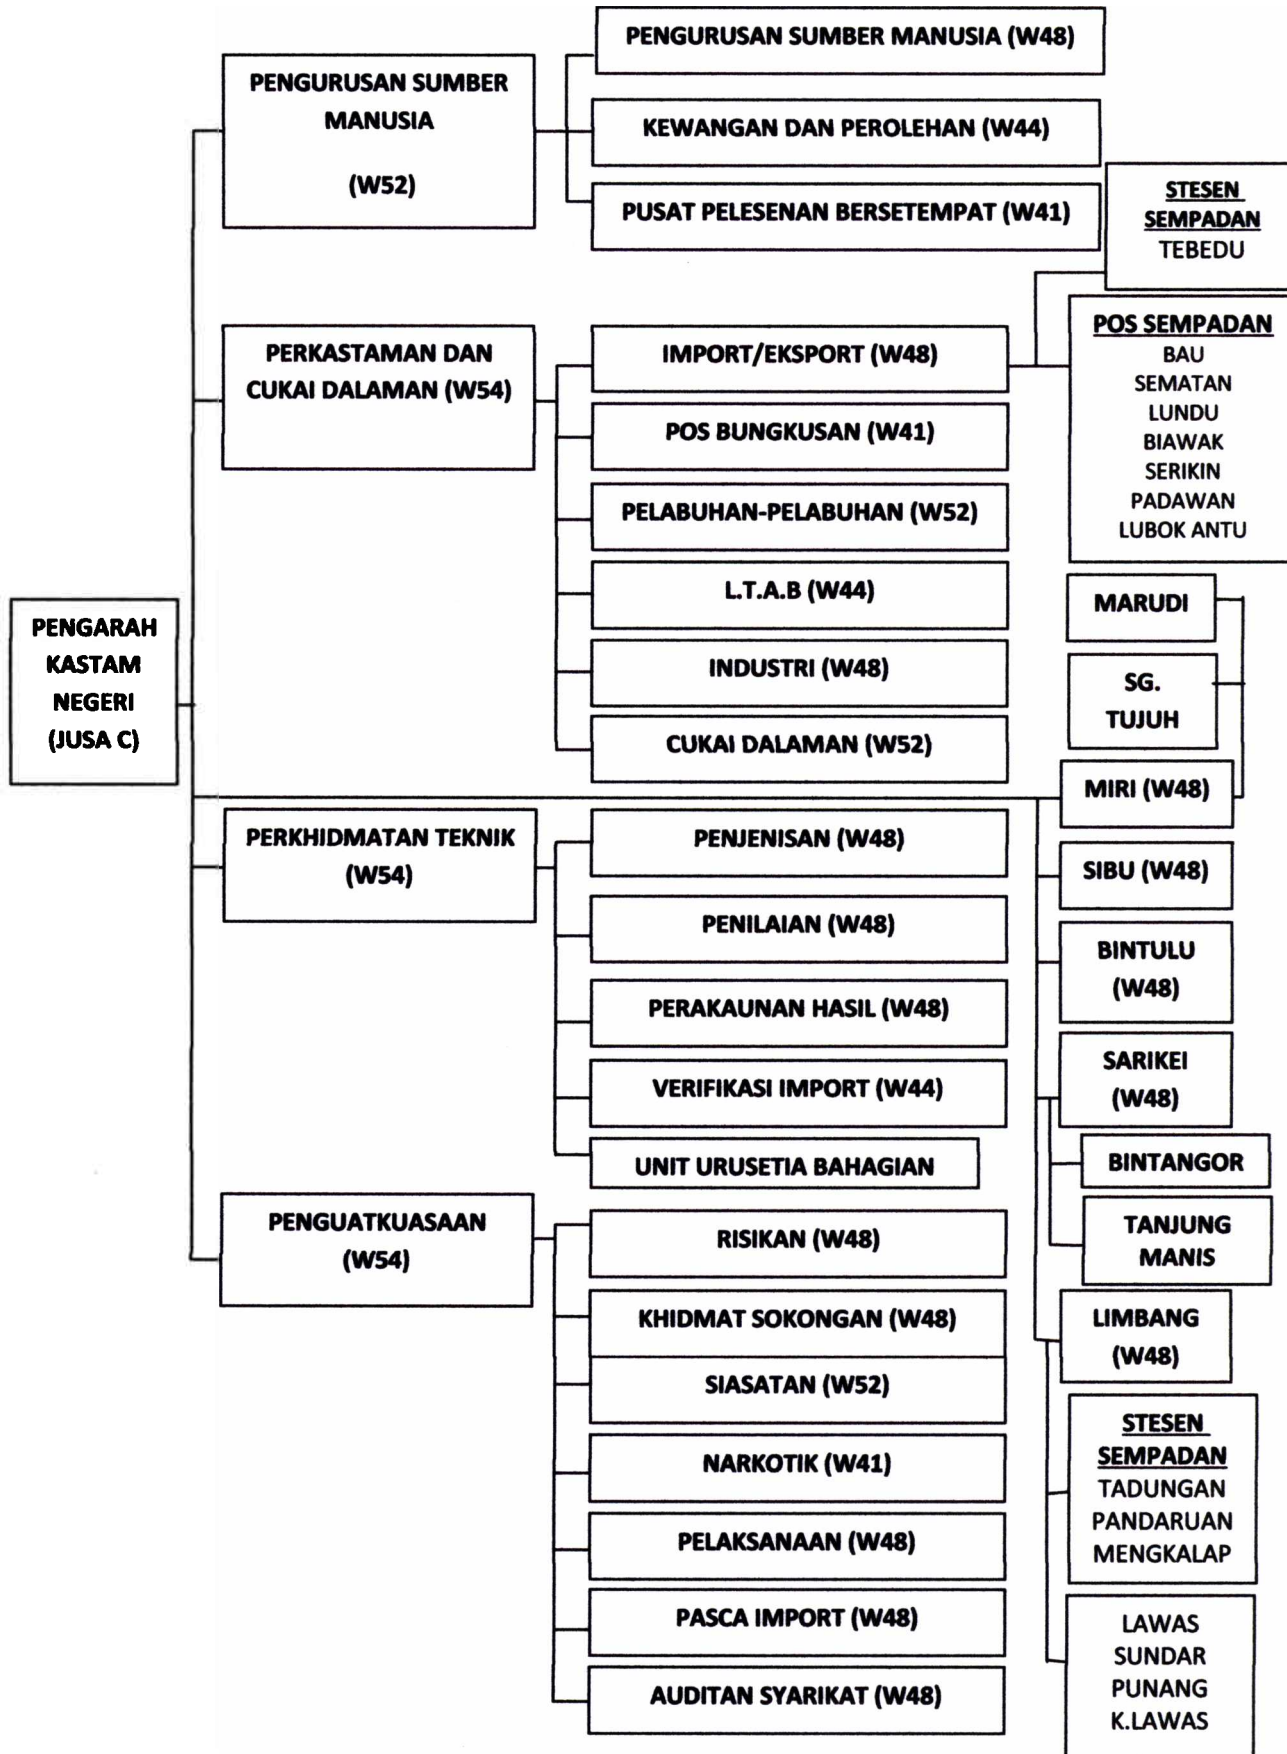 PENGARAH
KASTAM
NEGERI
(JUSA C)
PENGURUSAN SUMBER
MANUSIA
(W52)
PENGURUSAN SUMBER MANUSIA (W48)
KEWANGAN DAN PEROLEHAN (W44)
PUSAT PELESENAN BERSETEMPAT (W41)
PERKASTAMAN DAN
CUKAI DALAMAN (W54)
IMPORT/EKSPORT (W48)
STESEN
SEMPADAN
TEBEDU
POS SEMPADAN
BAU
SEMATAN
LUNDU
BIAWAK
SERIKIN
PADAWAN
LUBOK ANTU
POS BUNGKUSAN (W41)
PELABUHAN-PELABUHAN (W52)
L.T.A.B (W44)
INDUSTRI (W48)
CUKAI DALAMAN (W52)
PERKHIDMATAN TEKNIK
(W54)
PENJENISAN (W48)
PENILAIAN (W48)
PERAKAUNAN HASIL (W48)
VERIFIKASI IMPORT (W44)
UNIT URUSETIA BAHAGIAN
PENGUATKUASAAN
(W54)
RISIKAN (W48)
KHIDMAT SOKONGAN (W48)
SIASATAN (W52)
NARKOTIK (W41)
PELAKSANAAN (W48)
PASCA IMPORT (W48)
AUDITAN SYARIKAT (W48)
MARUDI
SG.
TUJUH
MIRI (W48)
SIBU (W48)
BINTULU
(W48)
SARIKEI
(W48)
BINTANGOR
TANJUNG
MANIS
LIMBANG
(W48)
STESEN
SEMPADAN
TADUNGAN
PANDARUAN
MENGKALAP
LAWAS
SUNDAR
PUNANG
K.LAWAS